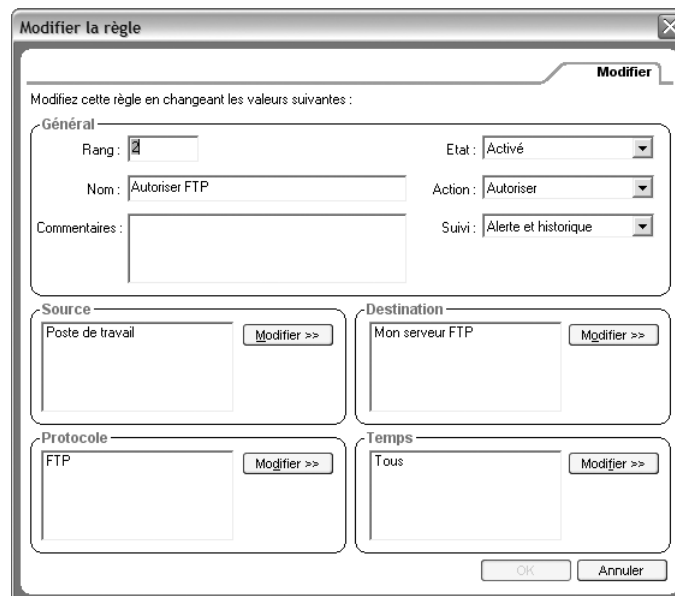 Modifier la règle
Modifier
Modifiez cette règle en changeant les valeurs suivantes :
Général
Rang : 2
Etat : Activé
Nom : Autoriser FTP
Action : Autoriser
Commentaires :
Suivi : Alerte et historique
Source
Poste de travail
Modifier >>
Destination
Mon serveur FTP
Modifier >>
Protocole
FTP
Modifier >>
Temps
Tous
Modifier >>
OK
Annuler